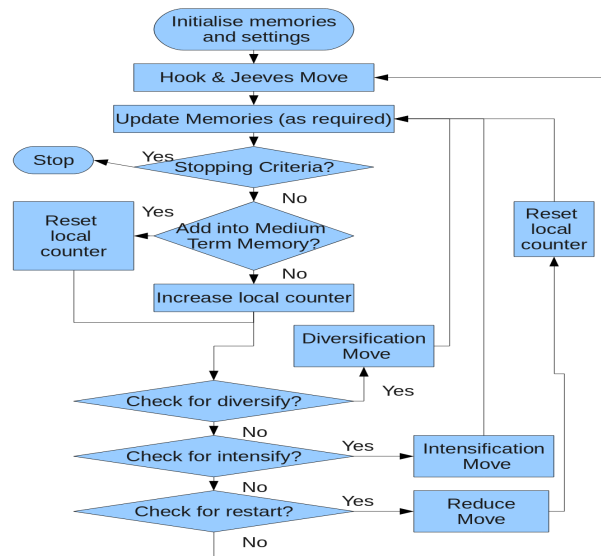 Initialise memories
and settings
Hook & Jeeves Move
Update Memories (as required)
Stop
Yes
Stopping Criteria?
No
Reset
local
counter
Yes
Add into Medium
Term Memory?
Reset
local
counter
No
Increase local counter
Diversification
Move
Check for diversify?
Yes
No
Check for intensify?
Yes
Intensification
Move
No
Check for restart?
Yes
Reduce
Move
No